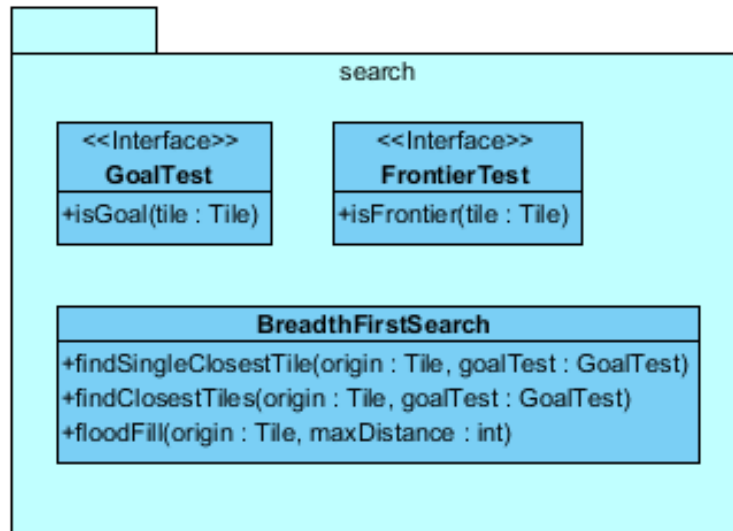 search
<<Interface>>
GoalTest
+isGoal(tile : Tile)
<<Interface>>
FrontierTest
+isFrontier(tile : Tile)
BreadthFirstSearch
+findSingleClosestTile(origin : Tile, goalTest : GoalTest)
+findClosestTiles(origin : Tile, goalTest : GoalTest)
+floodFill(origin : Tile, maxDistance : int)